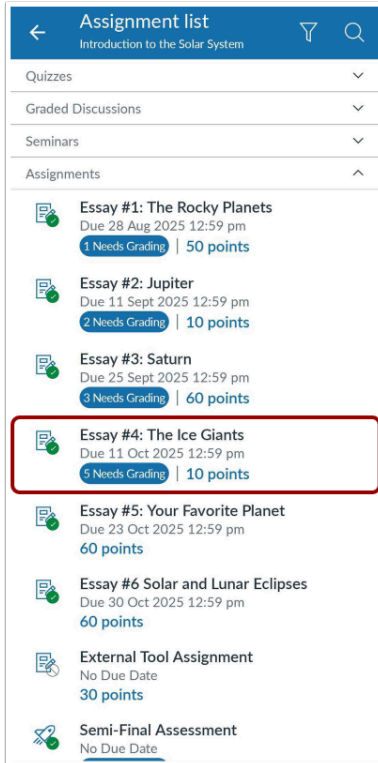 Assignment list
Introduction to the Solar System
Quizzes
Graded Discussions
Seminars
Assignments
Essay #1: The Rocky Planets
Due 28 Aug 2025 12:59 pm
1 Needs Grading | 50 points
Essay #2: Jupiter
Due 11 Sept 2025 12:59 pm
2 Needs Grading | 10 points
Essay #3: Saturn
Due 25 Sept 2025 12:59 pm
3 Needs Grading | 60 points
Essay #4: The Ice Giants
Due 11 Oct 2025 12:59 pm
5 Needs Grading | 10 points
Essay #5: Your Favorite Planet
Due 23 Oct 2025 12:59 pm
60 points
Essay #6 Solar and Lunar Eclipses
Due 30 Oct 2025 12:59 pm
60 points
External Tool Assignment
No Due Date
30 points
Semi-Final Assessment
No Due Date